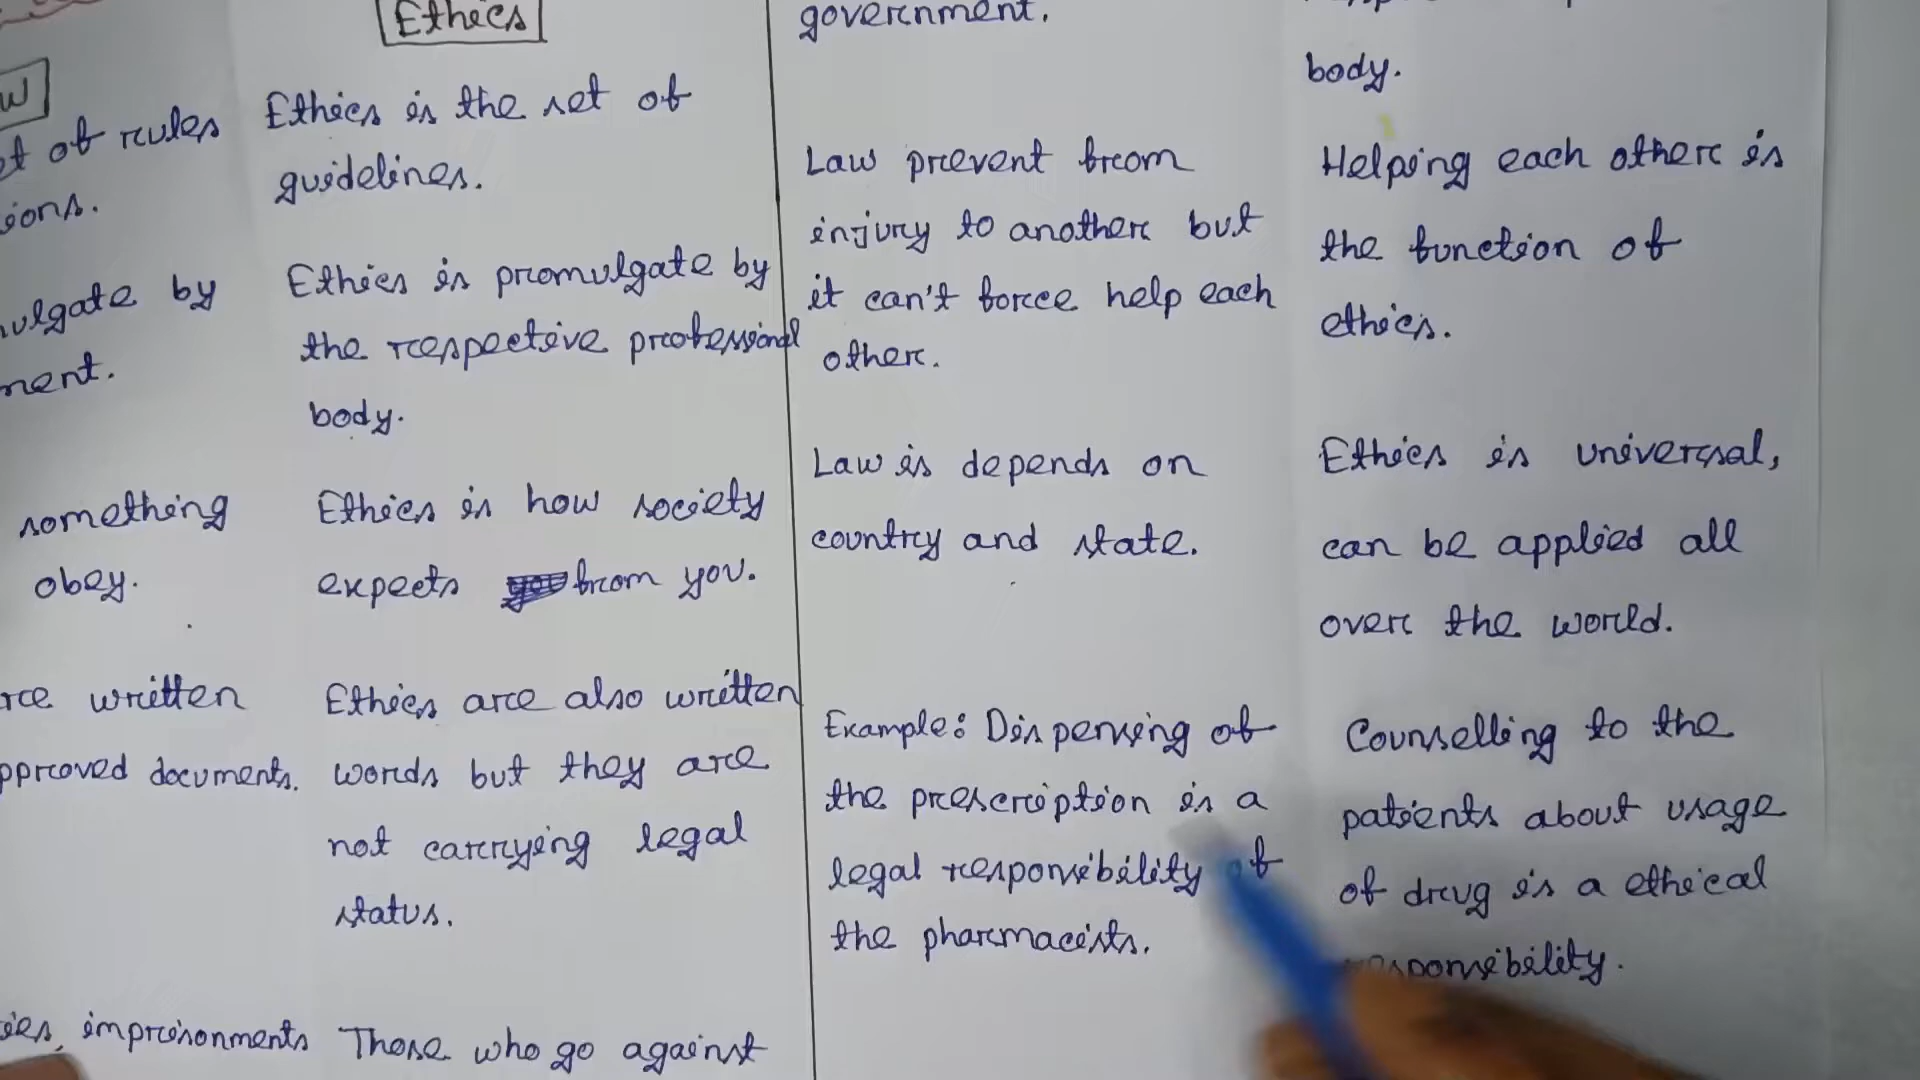 Ethics
of rules
Ethics is the set of
guidelines.
by
Ethics is promulgate by
the respective professional
body.
something
obey.
Ethics is how society
expects from you.
written
documents.
Ethics are also written
words but they are
not carrying legal
status.
imprisonments
Those who go against
government.
Law prevent from
injury to another but
it can't force help each
other.
Law is depends on
country and state.
Example: Dispensing of
the prescription is a
legal responsibility of
the pharmacists.
body.
Helping each other is
the function of
ethics.
Ethics is universal,
can be applied all
over the world.
Counselling to the
patients about usage
of drug is a ethical
responsibility.